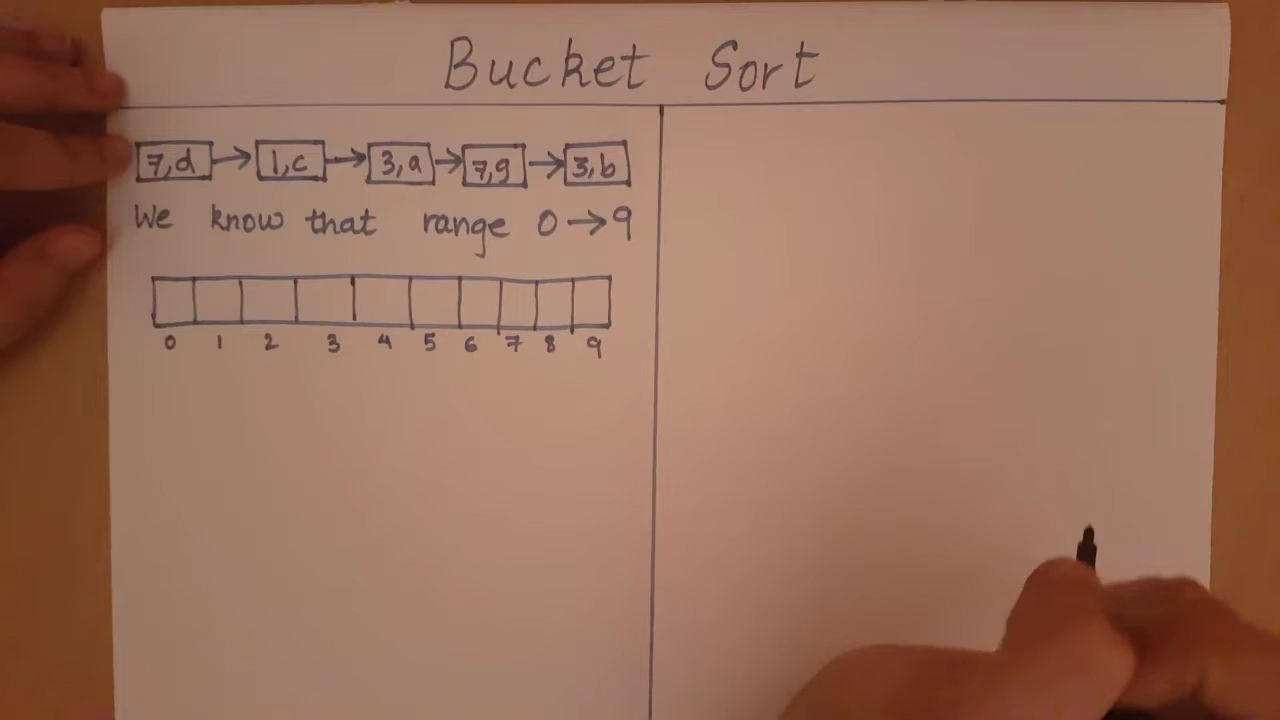 Bucket Sort
7,d → 1,c → 3,a → 7,g → 3,b
We know that range 0 → 9
0 1 2 3 4 5 6 7 8 9